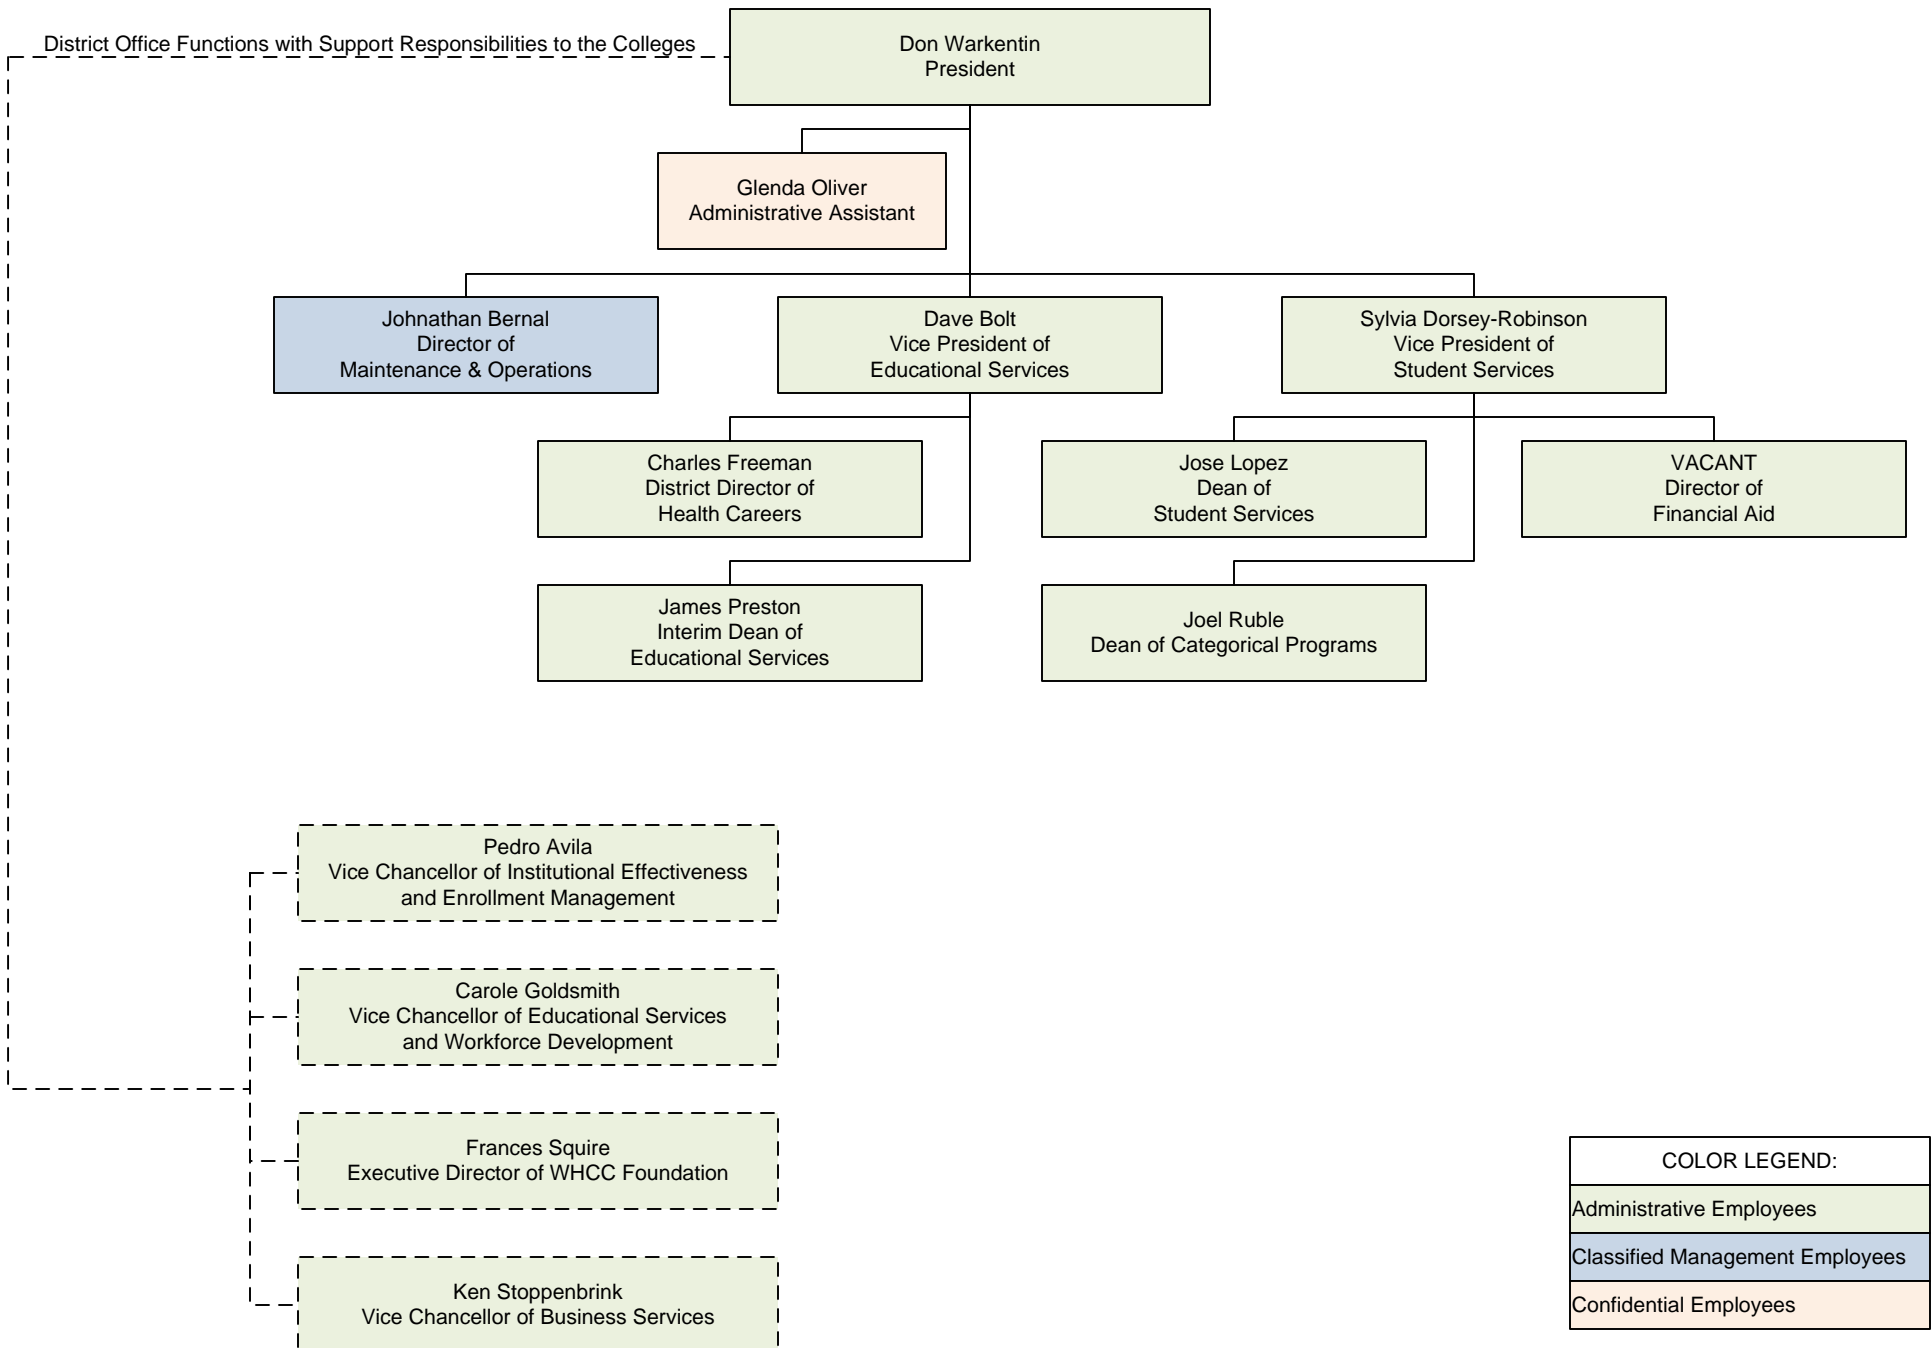 District Office Functions with Support Responsibilities to the Colleges
Don Warkentin
President
Glenda Oliver
Administrative Assistant
Johnathan Bernal
Director of
Maintenance & Operations
Dave Bolt
Vice President of
Educational Services
Sylvia Dorsey-Robinson
Vice President of
Student Services
Charles Freeman
District Director of
Health Careers
Jose Lopez
Dean of
Student Services
VACANT
Director of
Financial Aid
James Preston
Interim Dean of
Educational Services
Joel Ruble
Dean of Categorical Programs
Pedro Avila
Vice Chancellor of Institutional Effectiveness
and Enrollment Management
Carole Goldsmith
Vice Chancellor of Educational Services
and Workforce Development
Frances Squire
Executive Director of WHCC Foundation
Ken Stoppenbrink
Vice Chancellor of Business Services
COLOR LEGEND:
Administrative Employees
Classified Management Employees
Confidential Employees